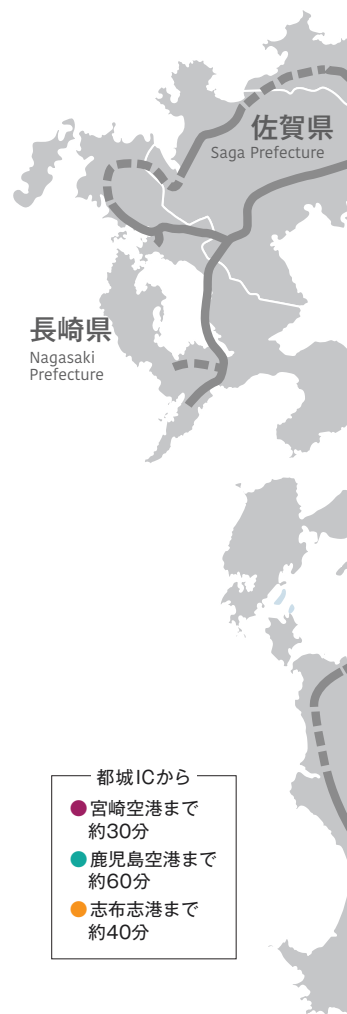 佐賀県
Saga Prefecture
長崎県
Nagasaki
Prefecture
都城ICから
●宮崎空港まで
約30分
●鹿児島空港まで
約60分
●志布志港まで
約40分